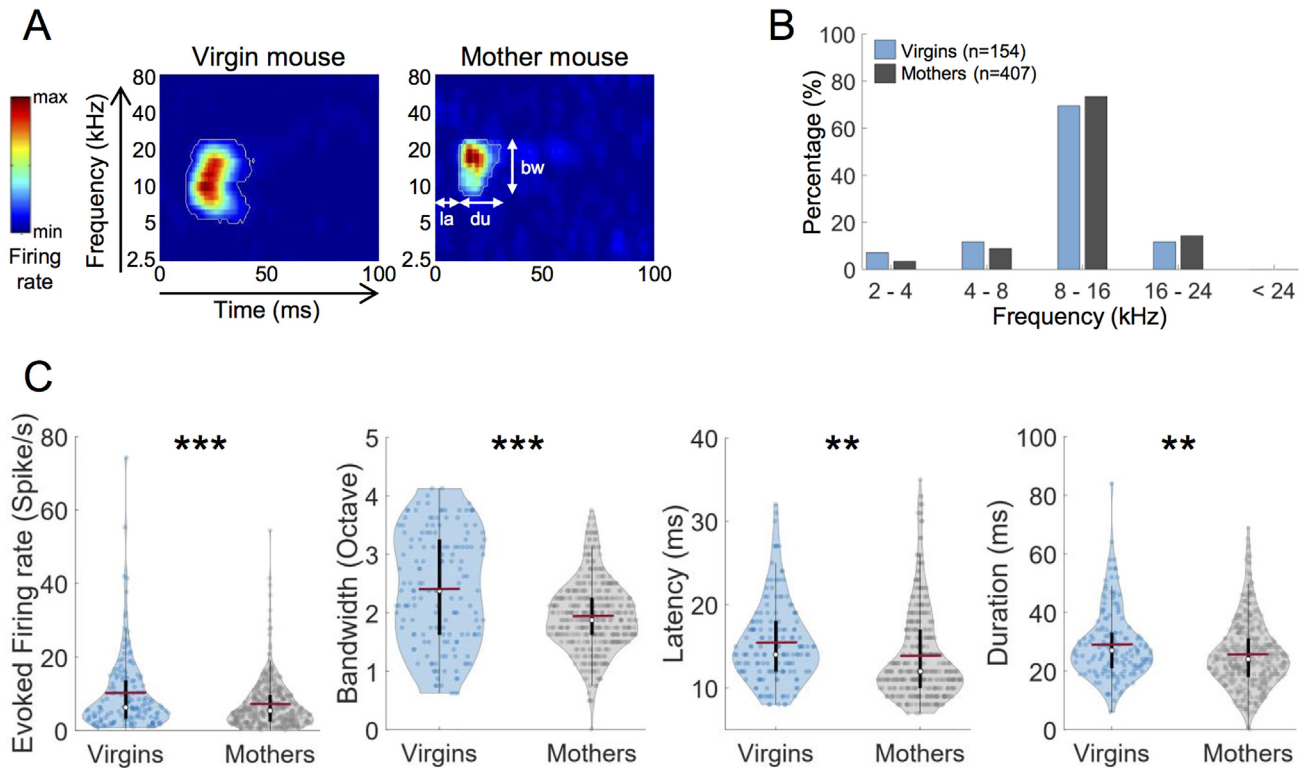 A
Virgin mouse
Mother mouse
max
min
Firing
rate
Frequency (kHz)
80
40
20
10
5
2.5
0
50
100
Time (ms)
80
40
20
10
5
2.5
bw
la
du
0
50
100
B
Virgins (n=154)
Mothers (n=407)
Percentage (%)
100
80
60
40
20
0
2 - 4
4 - 8
8 - 16
16 - 24
< 24
Frequency (kHz)
C
Evoked Firing rate (Spike/s)
80
60
40
20
0
***
Virgins
Mothers
Bandwidth (Octave)
5
4
3
2
1
0
***
Virgins
Mothers
Latency (ms)
40
30
20
10
**
Virgins
Mothers
Duration (ms)
100
80
60
40
20
0
**
Virgins
Mothers